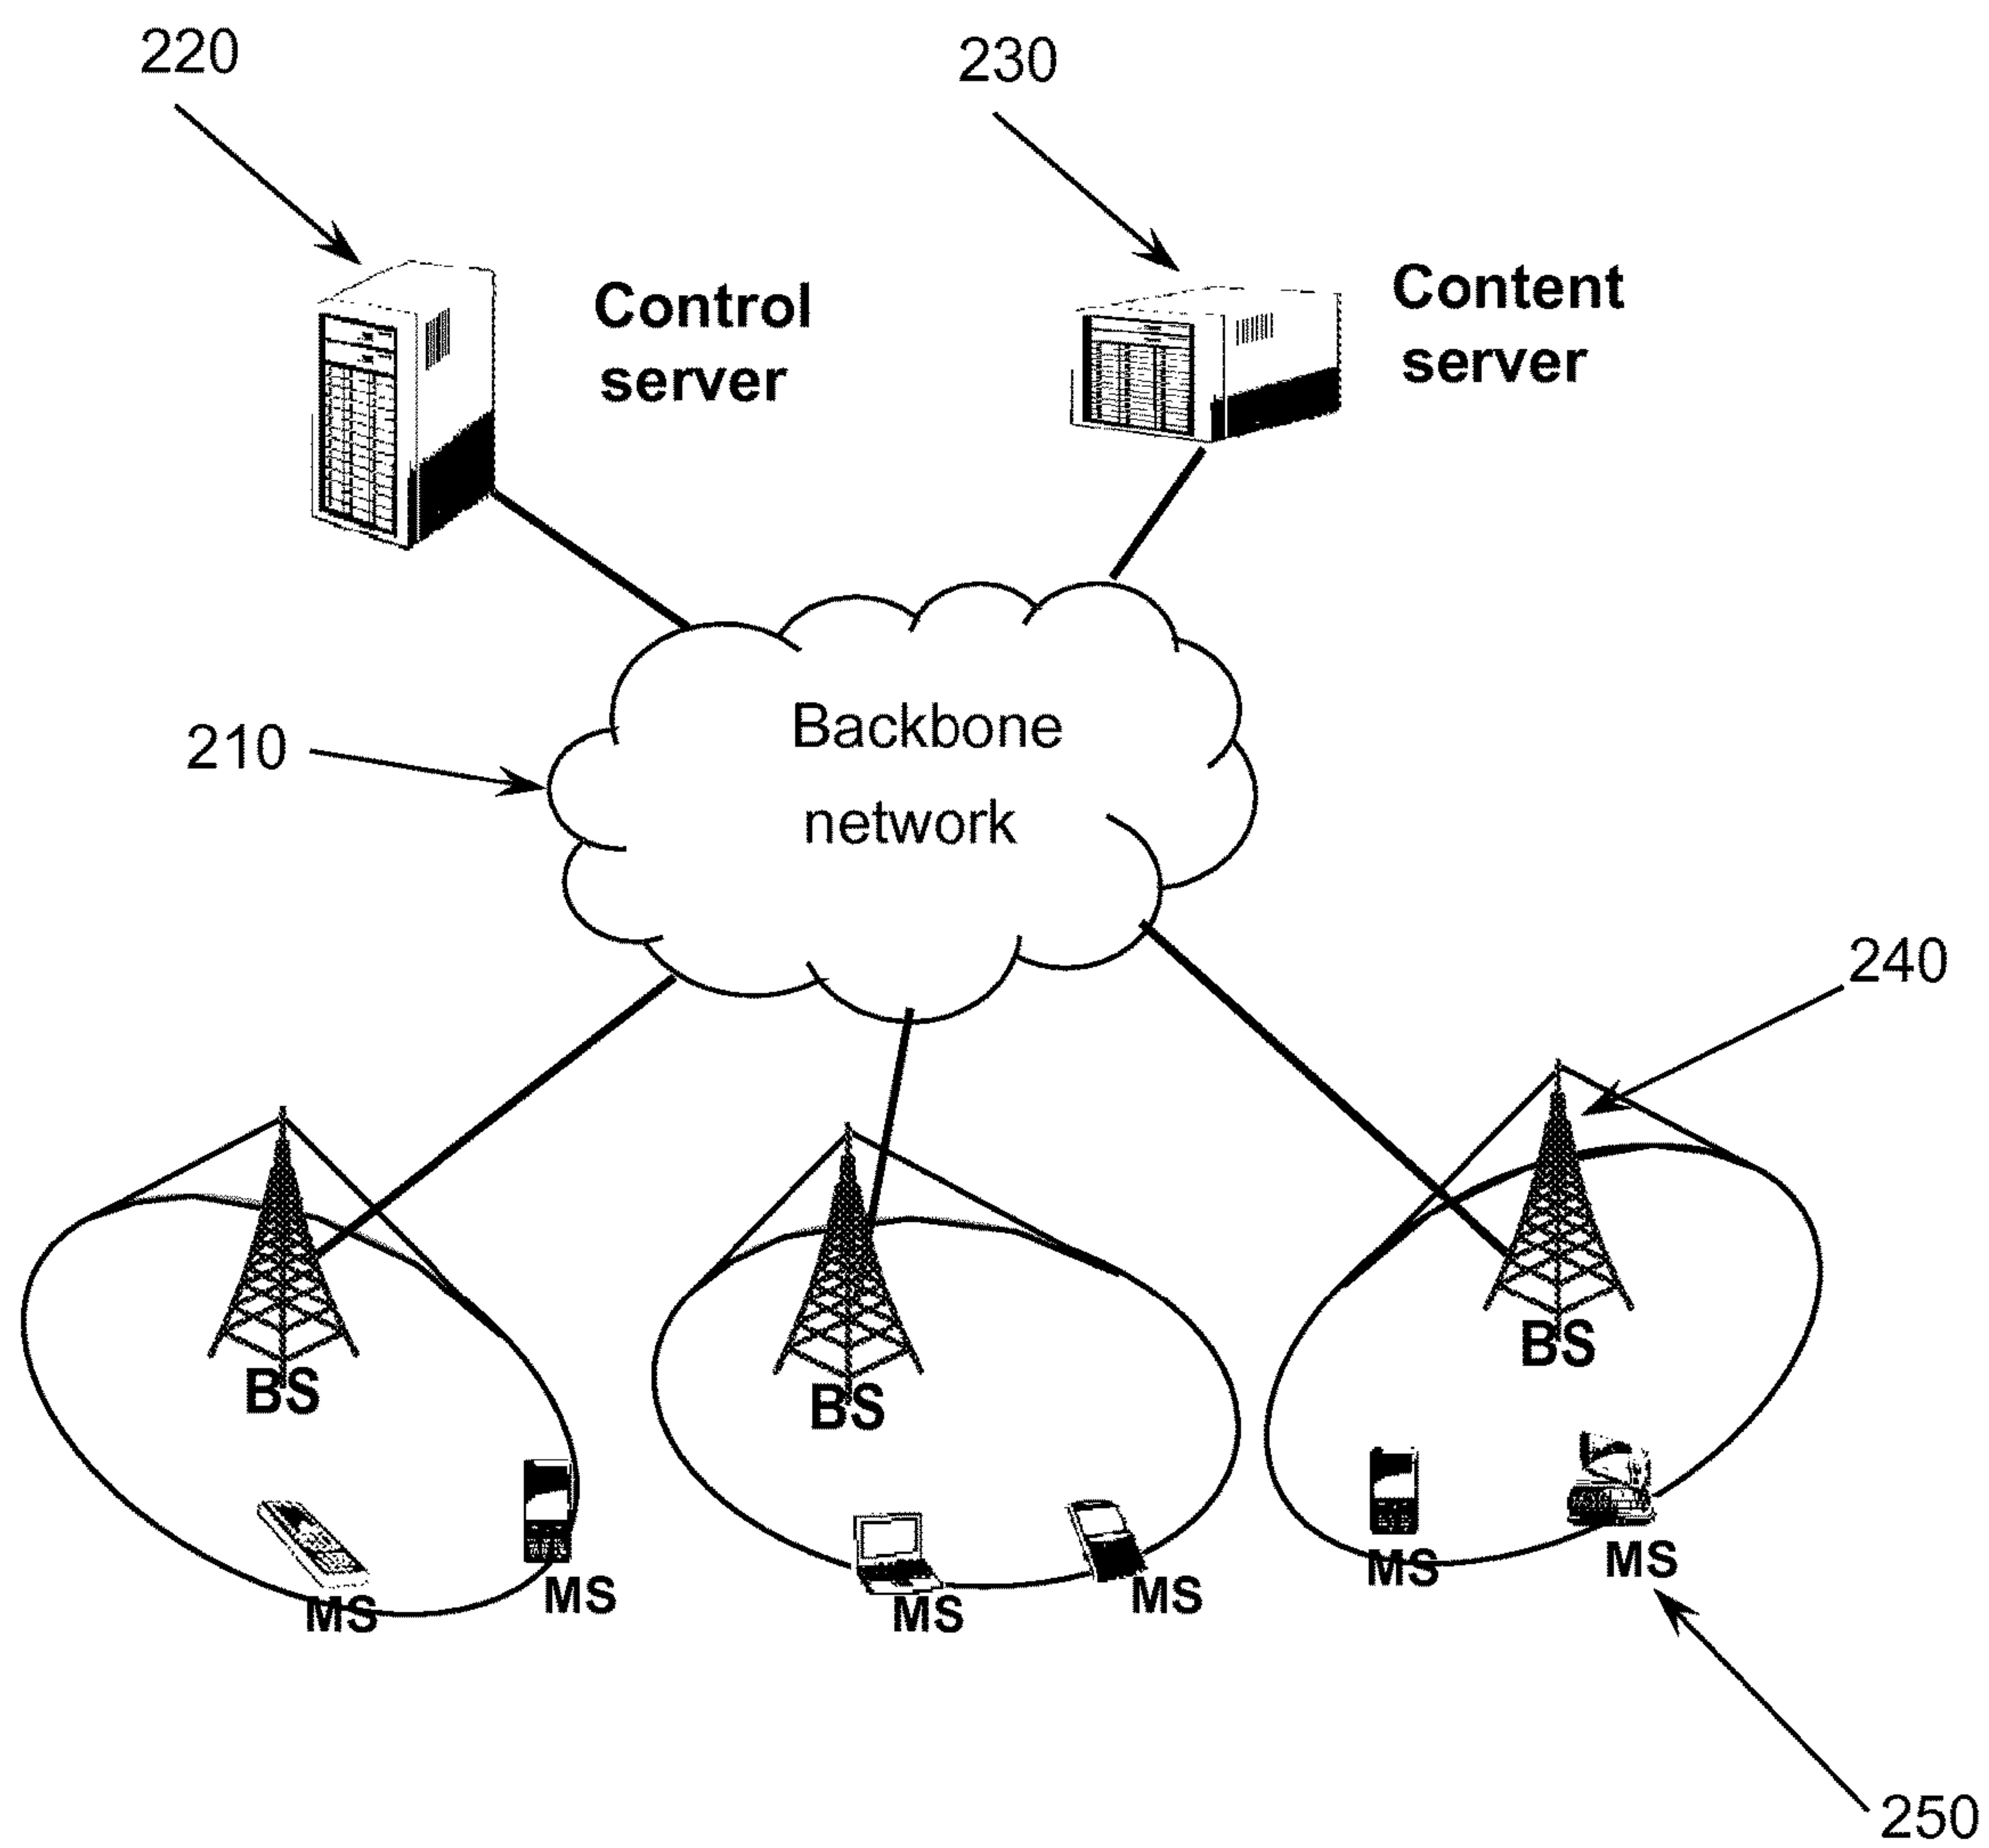 220
230
Control
server
Content
server
210
Backbone
network
240
BS
BS
BS
MS
MS
MS
MS
MS
MS
250